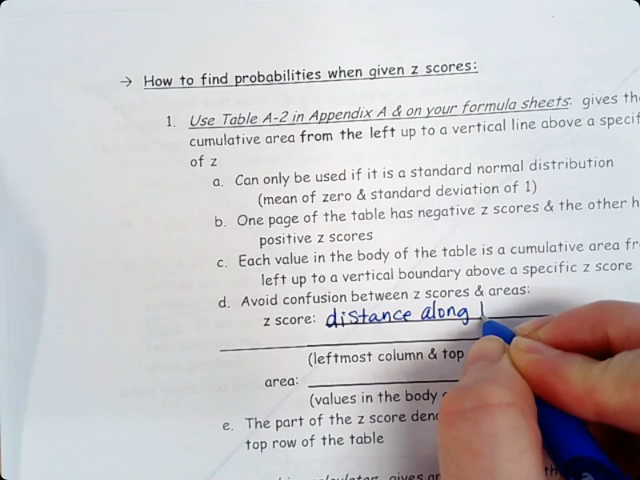 → How to find probabilities when given z scores:
1. Use Table A-2 in Appendix A & on your formula sheets: gives
cumulative area from the left up to a vertical line above a
of z
a. Can only be used if it is a standard normal distribution
(mean of zero & standard deviation of 1)
b. One page of the table has negative z scores & the other
positive z scores
c. Each value in the body of the table is a cumulative area
left up to a vertical boundary above a specific z score
d. Avoid confusion between z scores & areas:
z score: distance along
(leftmost column & top
area:
(values in the body
e. The part of the z score
top row of the table
gives